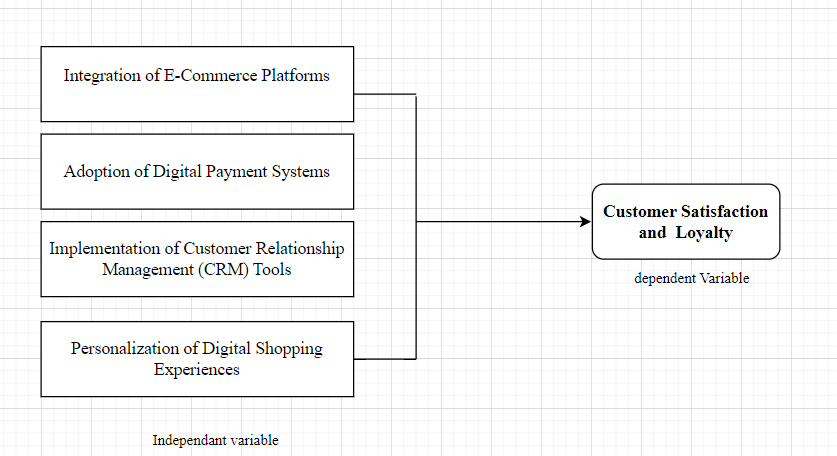 Integration of E-Commerce Platforms
Adoption of Digital Payment Systems
Implementation of Customer Relationship
Management (CRM) Tools
Personalization of Digital Shopping
Experiences
Independant variable
Customer Satisfaction
and Loyalty
dependent Variable